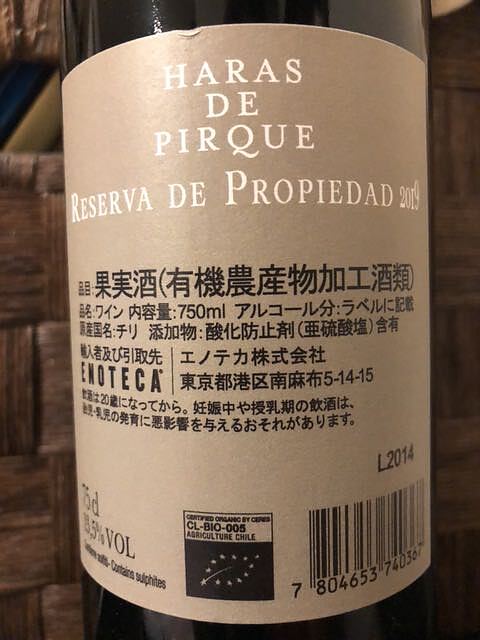 HARAS
DE
PIRQUE
RESERVA DE PROPIEDAD 2019
品目:果実酒(有機農産物加工酒類)
品名:ワイン 内容量:750ml アルコール分:ラベルに記載
原産国名:チリ 添加物:酸化防止剤(亜硫酸塩)含有
輸入者及び引取先 エノテカ株式会社
ENOTECA 東京都港区南麻布5-14-15
飲酒は20歳になってから。妊娠中や授乳期の飲酒は、
胎児・乳児の発育に悪影響を与えるおそれがあります。
L2014
75 cl
13,5% VOL
Contains sulphites
CERTIFIED ORGANIC BY CERES
CL-BIO-005
AGRICULTURE CHILE
7 804653 740367